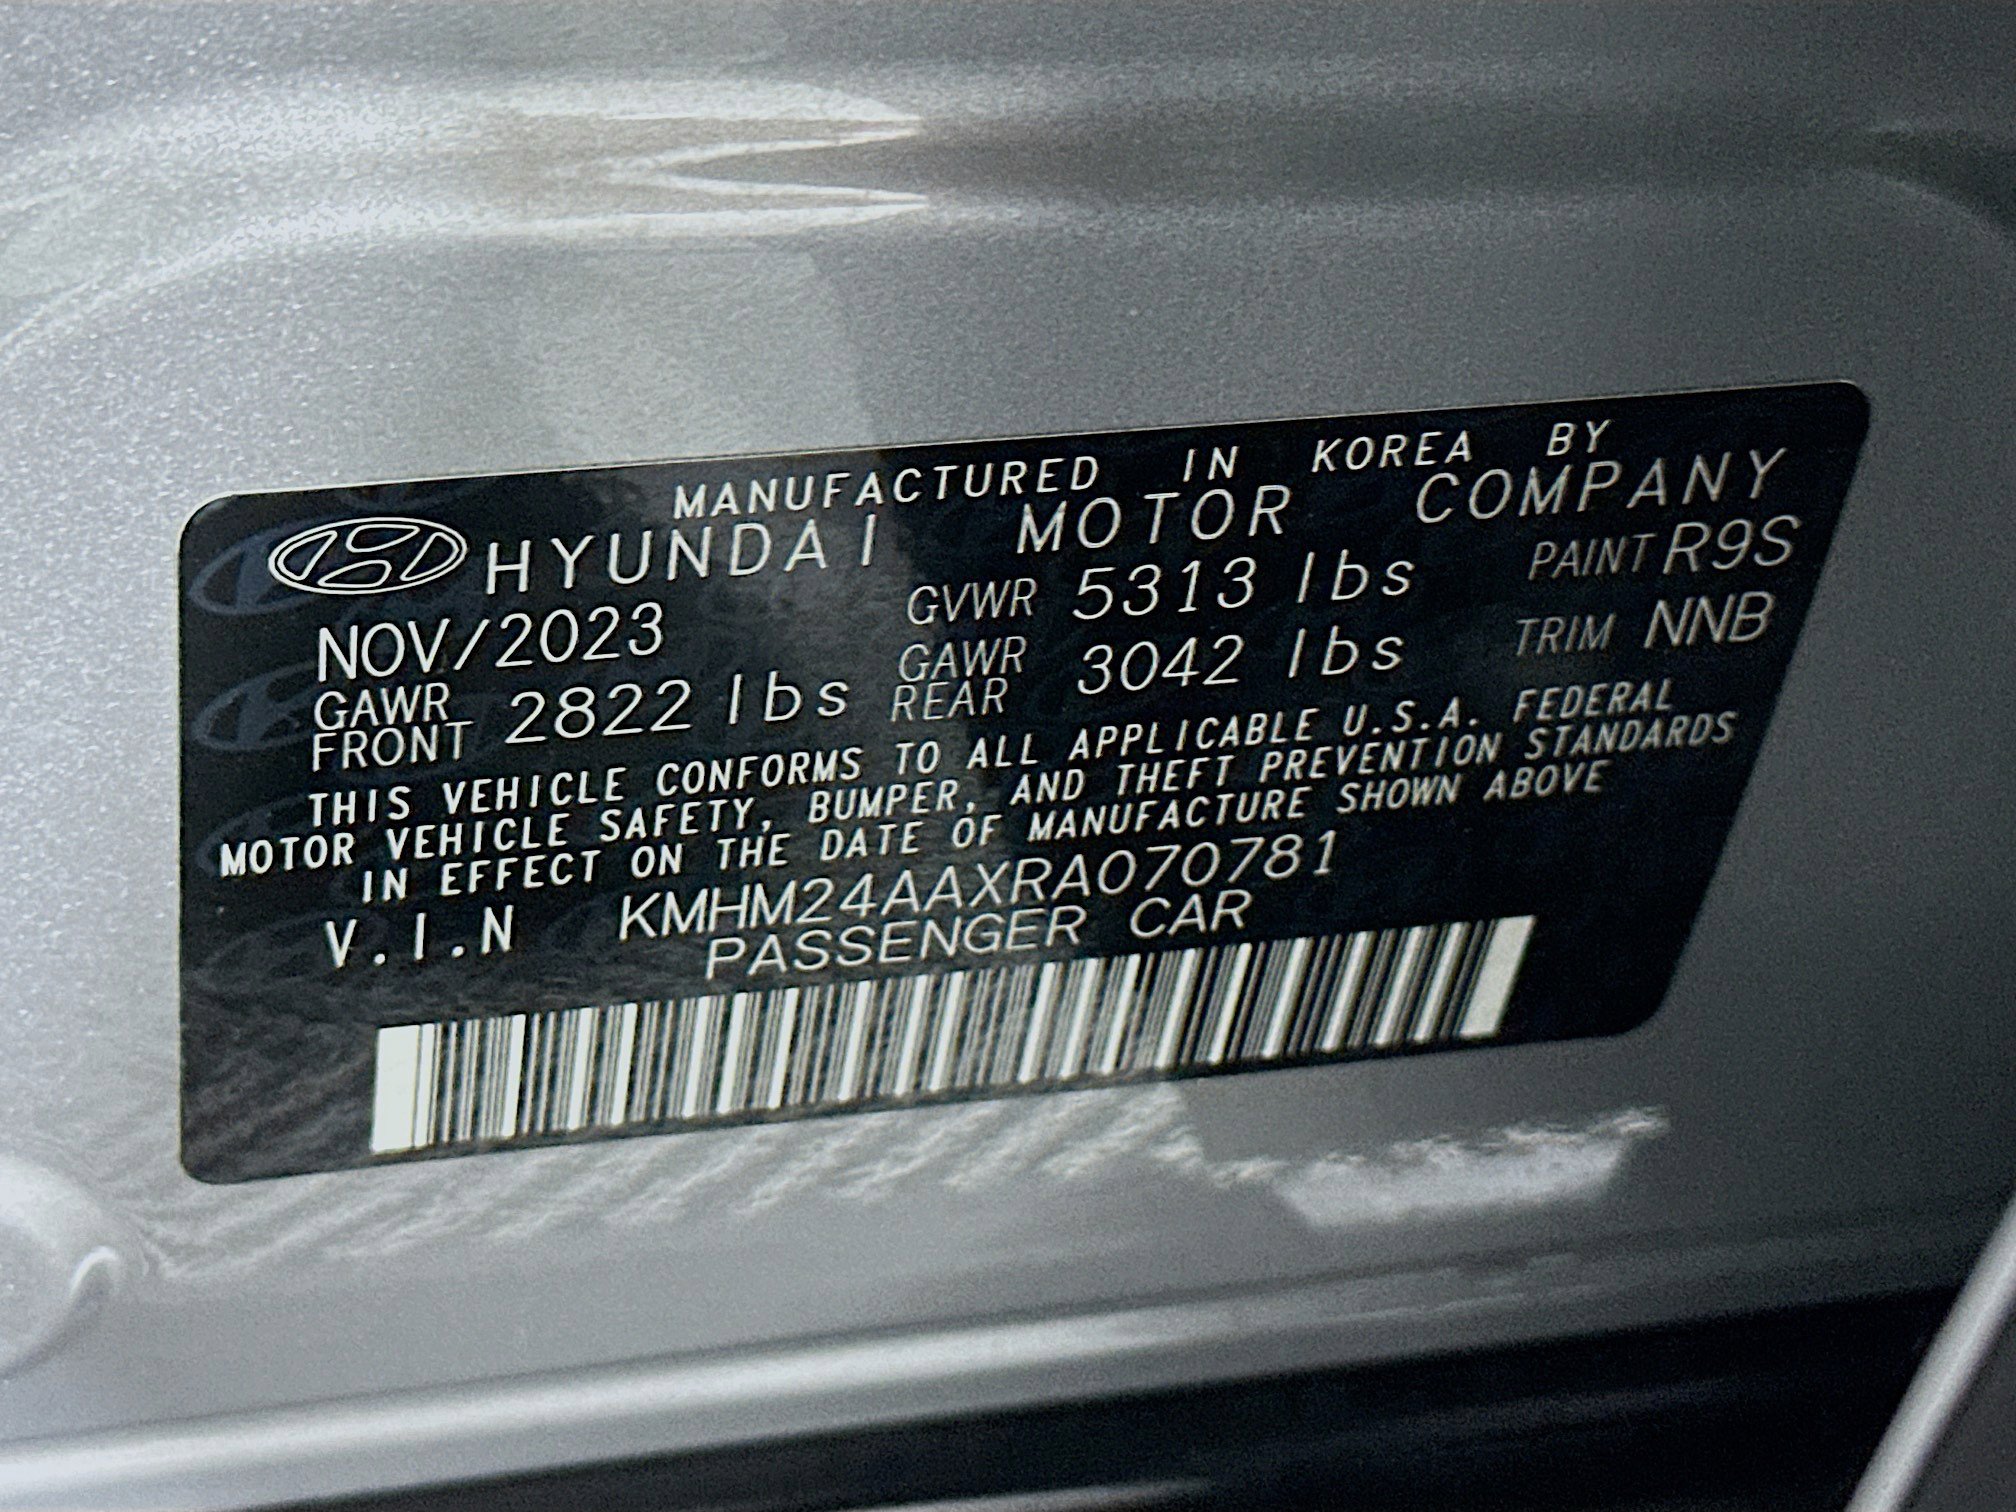 MANUFACTURED IN KOREA BY
HYUNDAI MOTOR COMPANY
NOV/2023 GVWR 5313 lbs PAINT R9S
GAWR FRONT 2822 lbs GAWR REAR 3042 lbs TRIM NNB
THIS VEHICLE CONFORMS TO ALL APPLICABLE U.S.A. FEDERAL
MOTOR VEHICLE SAFETY, BUMPER, AND THEFT PREVENTION STANDARDS
IN EFFECT ON THE DATE OF MANUFACTURE SHOWN ABOVE
V.I.N KMHM24AAXRA070781
PASSENGER CAR